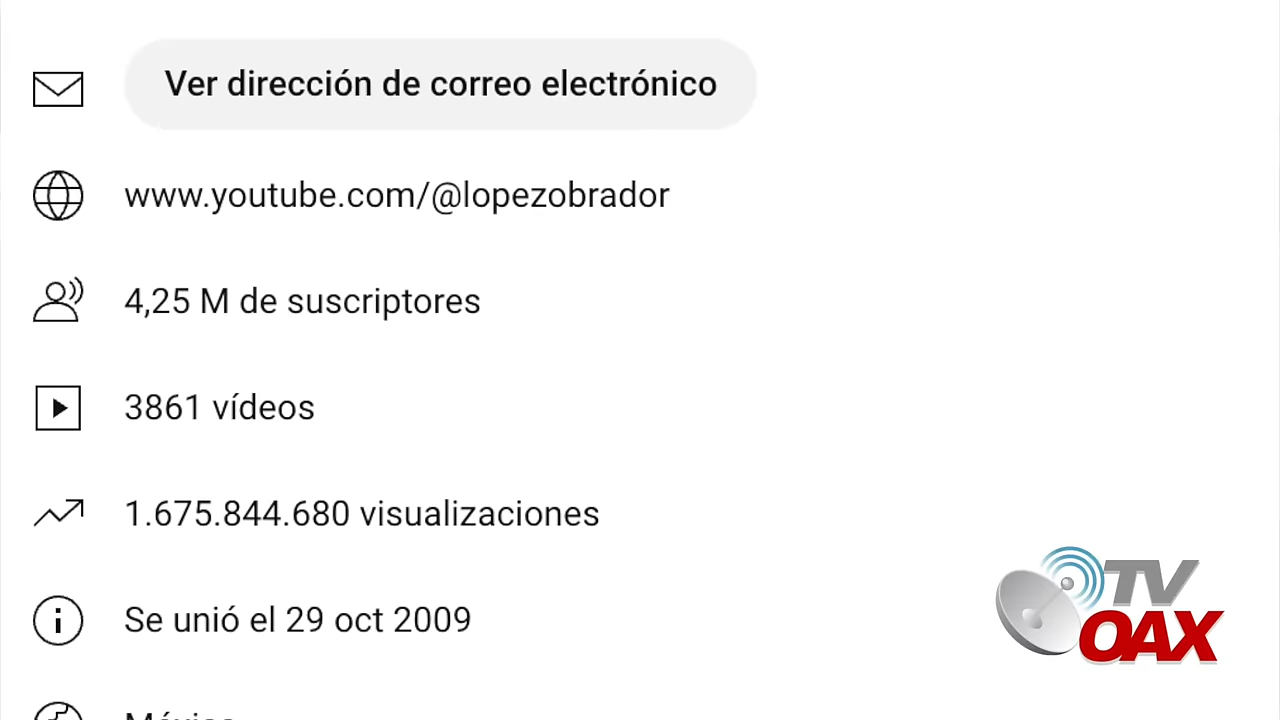 Ver dirección de correo electrónico
www.youtube.com/@lopezobrador
4,25 M de suscriptores
3861 vídeos
1.675.844.680 visualizaciones
Se unió el 29 oct 2009
TV
OAX